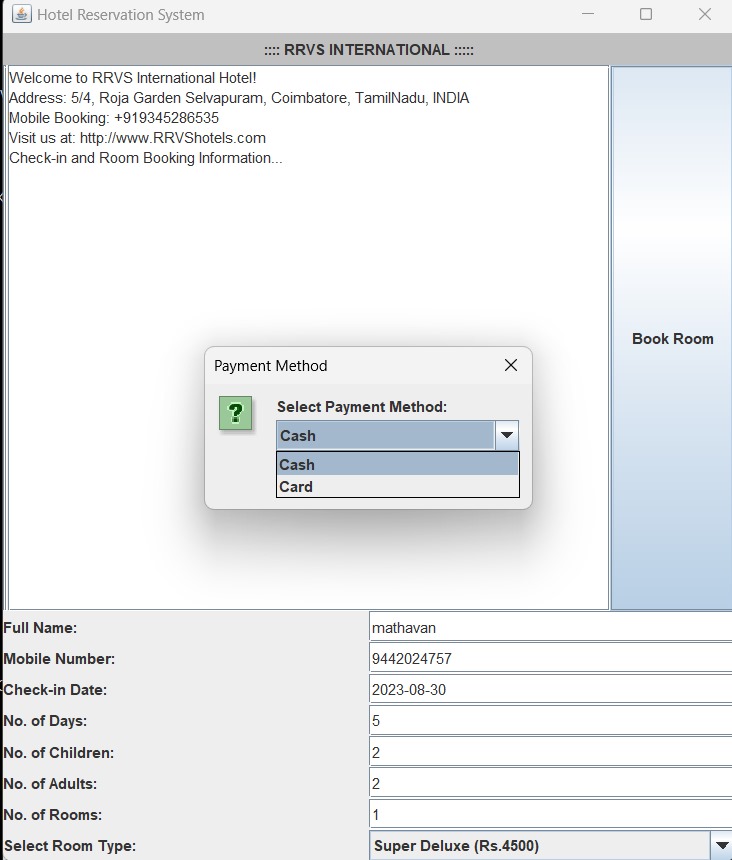 Hotel Reservation System
:::: RRVS INTERNATIONAL :::::
Welcome to RRVS International Hotel!
Address: 5/4, Roja Garden Selvapuram, Coimbatore, TamilNadu, INDIA
Mobile Booking: +919345286535
Visit us at: http://www.RRVShotels.com
Check-in and Room Booking Information...
Book Room
Payment Method
Select Payment Method:
Cash
Cash
Card
Full Name: mathavan
Mobile Number: 9442024757
Check-in Date: 2023-08-30
No. of Days: 5
No. of Children: 2
No. of Adults: 2
No. of Rooms: 1
Select Room Type: Super Deluxe (Rs.4500)